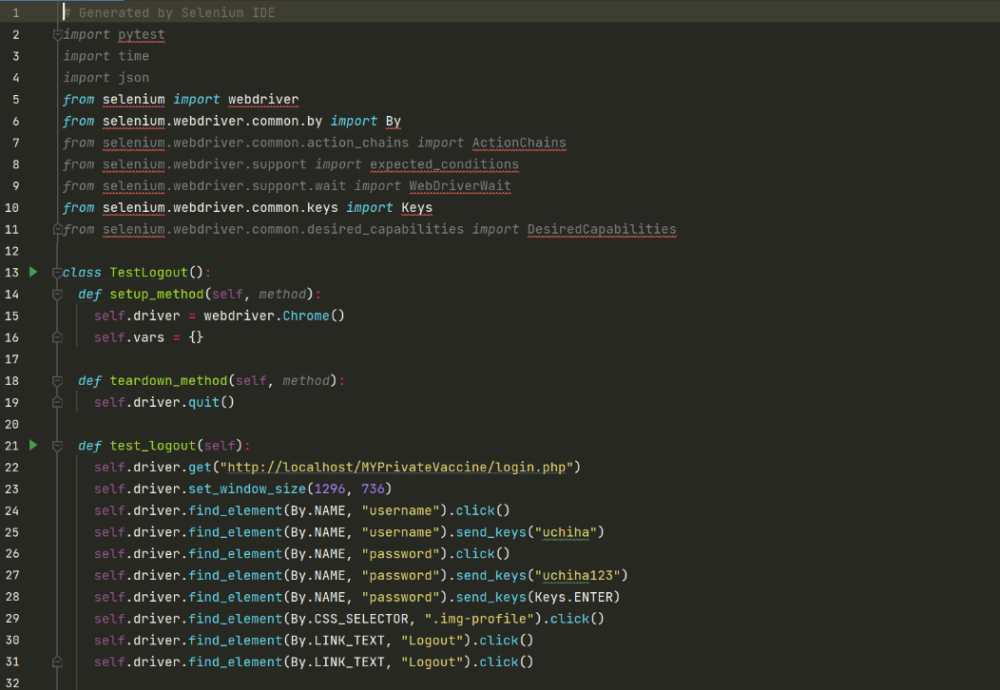 1 # Generated by Selenium IDE
2 import pytest
3 import time
4 import json
5 from selenium import webdriver
6 from selenium.webdriver.common.by import By
7 from selenium.webdriver.common.action_chains import ActionChains
8 from selenium.webdriver.support import expected_conditions
9 from selenium.webdriver.support.wait import WebDriverWait
10 from selenium.webdriver.common.keys import Keys
11 from selenium.webdriver.common.desired_capabilities import DesiredCapabilities
12
13 class TestLogout():
14   def setup_method(self, method):
15     self.driver = webdriver.Chrome()
16     self.vars = {}
17
18   def teardown_method(self, method):
19     self.driver.quit()
20
21   def test_logout(self):
22     self.driver.get("http://localhost/MYPrivateVaccine/login.php")
23     self.driver.set_window_size(1296, 736)
24     self.driver.find_element(By.NAME, "username").click()
25     self.driver.find_element(By.NAME, "username").send_keys("uchiha")
26     self.driver.find_element(By.NAME, "password").click()
27     self.driver.find_element(By.NAME, "password").send_keys("uchiha123")
28     self.driver.find_element(By.NAME, "password").send_keys(Keys.ENTER)
29     self.driver.find_element(By.CSS_SELECTOR, ".img-profile").click()
30     self.driver.find_element(By.LINK_TEXT, "Logout").click()
31     self.driver.find_element(By.LINK_TEXT, "Logout").click()
32